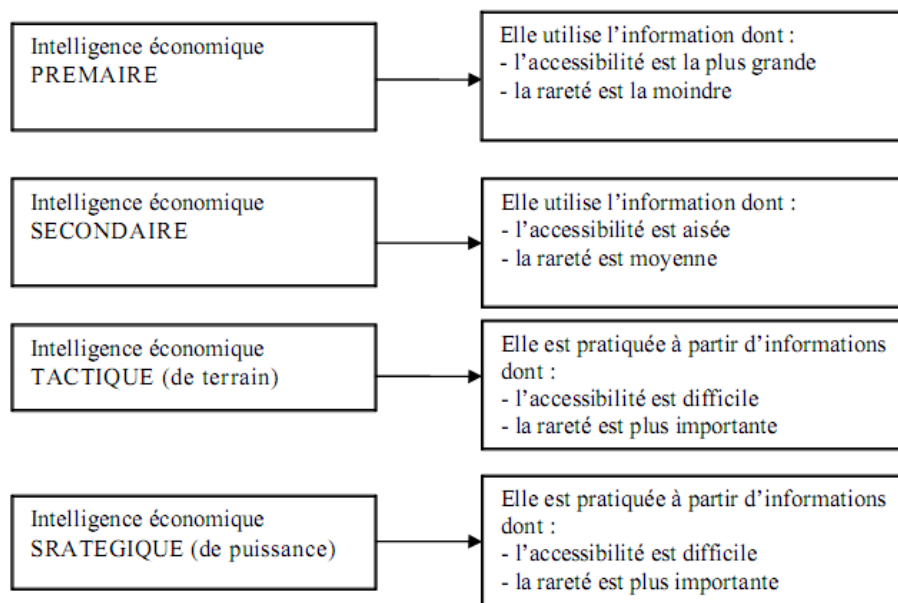 Intelligence économique
PREMAIRE
Elle utilise l'information dont :
- l'accessibilité est la plus grande
- la rareté est la moindre
Intelligence économique
SECONDAIRE
Elle utilise l'information dont :
- l'accessibilité est aisée
- la rareté est moyenne
Intelligence économique
TACTIQUE (de terrain)
Elle est pratiquée à partir d'informations
dont :
- l'accessibilité est difficile
- la rareté est plus importante
Intelligence économique
SRATEGIQUE (de puissance)
Elle est pratiquée à partir d'informations
dont :
- l'accessibilité est difficile
- la rareté est plus importante